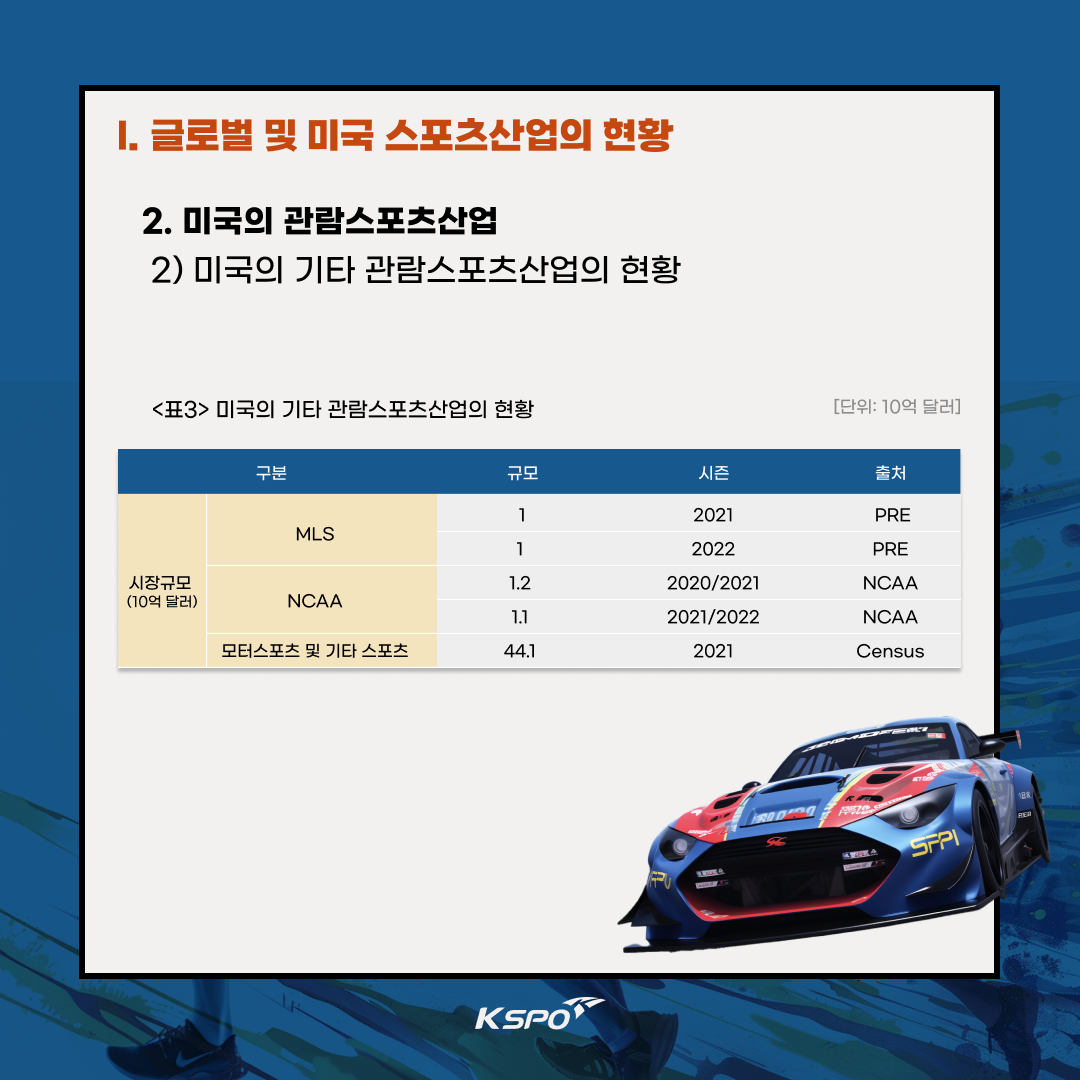 I. 글로벌 및 미국 스포츠산업의 현황
2. 미국의 관람스포츠산업
2) 미국의 기타 관람스포츠산업의 현황
<표3> 미국의 기타 관람스포츠산업의 현황 [단위: 10억 달러]
구분 규모 시즌 출처
시장규모
(10억 달러)
MLS 1 2021 PRE
1 2022 PRE
NCAA 1.2 2020/2021 NCAA
1.1 2021/2022 NCAA
모터스포츠 및 기타 스포츠 44.1 2021 Census
SFPI
KSPO